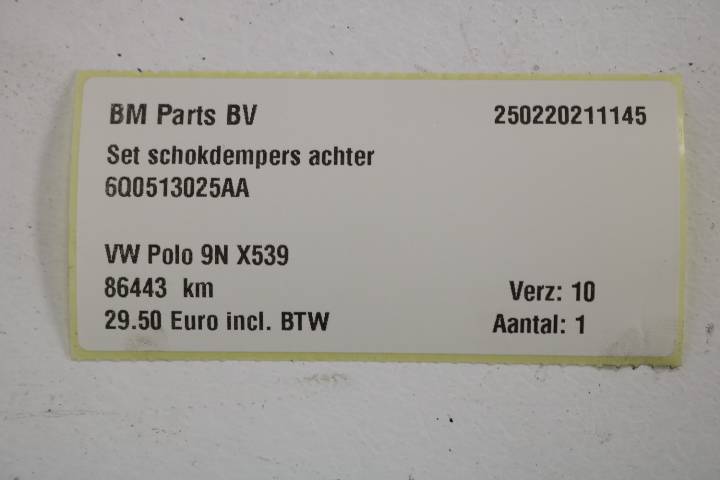 BM Parts BV 250220211145
Set schokdempers achter
6Q0513025AA
VW Polo 9N X539
86443 km Verz: 10
29.50 Euro incl. BTW Aantal: 1